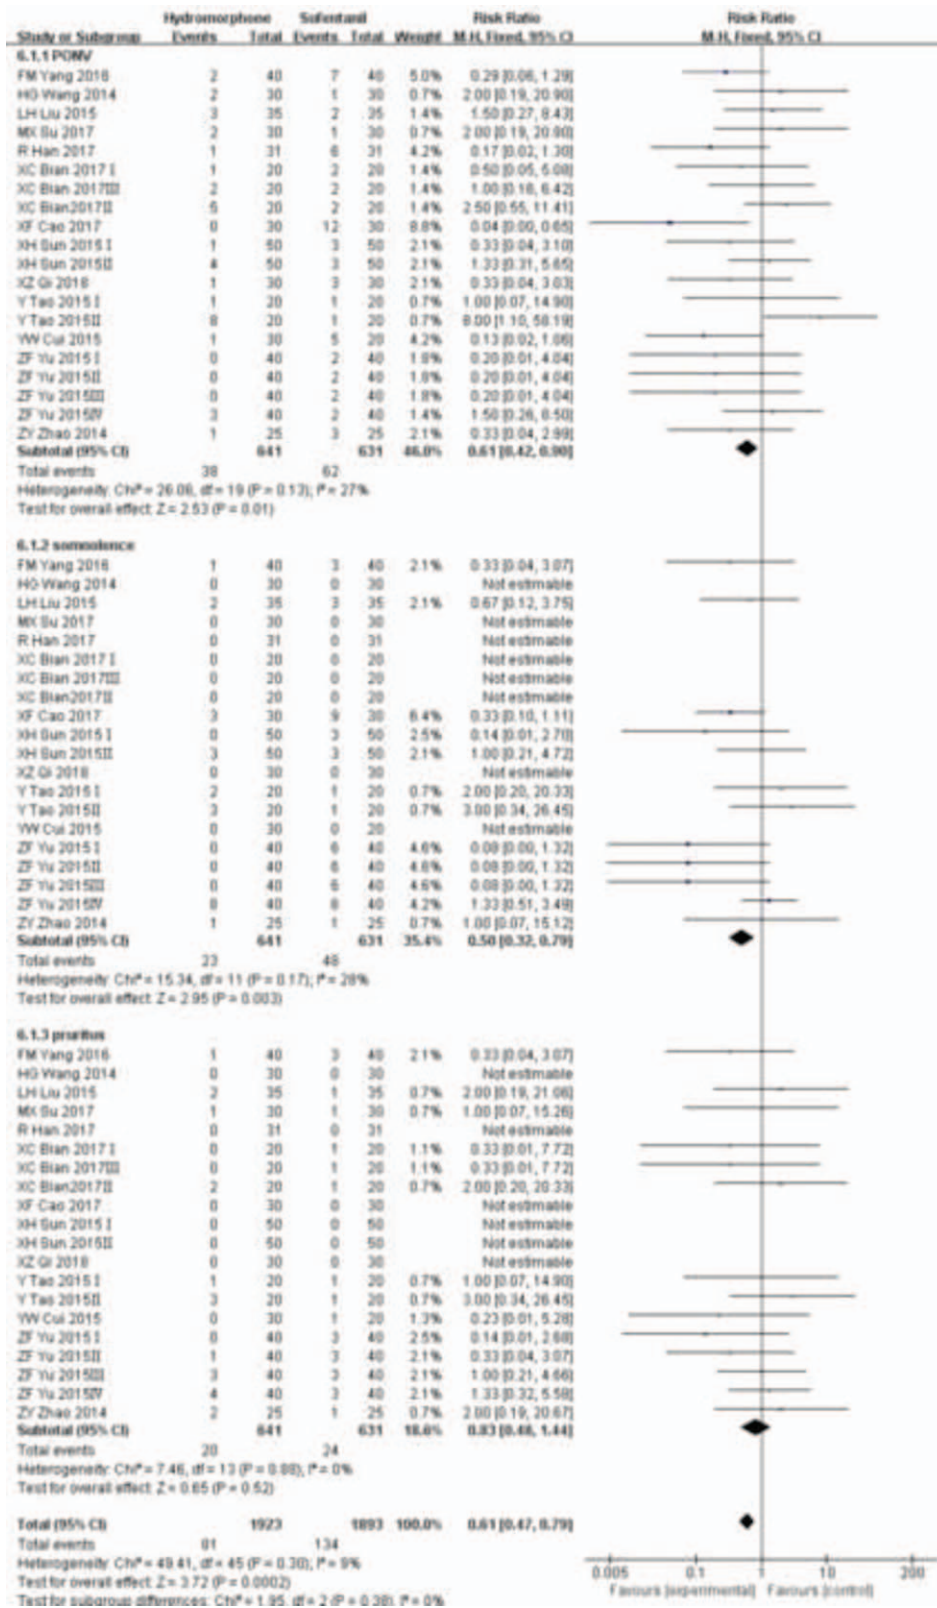 Hydromorphone Sufentanil Risk Ratio Risk Ratio
Study or Subgroup Events Total Events Total Weight M-H, Fixed, 95% CI M-H, Fixed, 95% CI
6.1.1 PONV
FM Yang 2016 2 40 7 40 5.0% 0.29 [0.06, 1.29]
HG Wang 2014 2 30 1 30 0.7% 2.00 [0.19, 20.90]
LH Liu 2015 3 35 2 35 1.4% 1.50 [0.27, 8.43]
MX Su 2017 2 30 1 30 0.7% 2.00 [0.19, 20.90]
R Han 2017 1 31 6 31 4.2% 0.17 [0.02, 1.30]
XC Bian 2017 I 1 20 2 20 1.4% 0.50 [0.05, 5.08]
XC Bian 2017III 2 20 2 20 1.4% 1.00 [0.16, 6.42]
XC Bian2017II 5 20 2 20 1.4% 2.50 [0.55, 11.41]
XF Cao 2017 0 30 12 30 8.8% 0.04 [0.00, 0.65]
XH Sun 2015 I 1 50 3 50 2.1% 0.33 [0.04, 3.10]
XH Sun 2015II 4 50 3 50 2.1% 1.33 [0.31, 5.65]
XZ Qi 2018 1 30 3 30 2.1% 0.33 [0.04, 3.03]
Y Tao 2015 I 1 20 1 20 0.7% 1.00 [0.07, 14.90]
Y Tao 2015II 8 20 1 20 0.7% 8.00 [1.10, 58.19]
YW Cui 2015 1 30 5 20 4.2% 0.13 [0.02, 1.06]
ZF Yu 2015 I 0 40 2 40 1.8% 0.20 [0.01, 4.04]
ZF Yu 2015II 0 40 2 40 1.8% 0.20 [0.01, 4.04]
ZF Yu 2015III 0 40 2 40 1.8% 0.20 [0.01, 4.04]
ZF Yu 2015IV 3 40 2 40 1.4% 1.50 [0.26, 8.50]
ZY Zhao 2014 1 25 3 25 2.1% 0.33 [0.04, 2.99]
Subtotal (95% CI) 641 631 46.0% 0.61 [0.42, 0.90]
Total events 38 62
Heterogeneity: Chi² = 26.06, df = 19 (P = 0.13); I² = 27%
Test for overall effect: Z = 2.53 (P = 0.01)
6.1.2 somnolence
FM Yang 2016 1 40 3 40 2.1% 0.33 [0.04, 3.07]
HG Wang 2014 0 30 0 30 Not estimable
LH Liu 2015 2 35 3 35 2.1% 0.67 [0.12, 3.75]
MX Su 2017 0 30 0 30 Not estimable
R Han 2017 0 31 0 31 Not estimable
XC Bian 2017 I 0 20 0 20 Not estimable
XC Bian 2017III 0 20 0 20 Not estimable
XC Bian2017II 0 20 0 20 Not estimable
XF Cao 2017 3 30 9 30 6.4% 0.33 [0.10, 1.11]
XH Sun 2015 I 0 50 3 50 2.5% 0.14 [0.01, 2.70]
XH Sun 2015II 3 50 3 50 2.1% 1.00 [0.21, 4.72]
XZ Qi 2018 0 30 0 30 Not estimable
Y Tao 2015 I 2 20 1 20 0.7% 2.00 [0.20, 20.33]
Y Tao 2015II 3 20 1 20 0.7% 3.00 [0.34, 26.45]
YW Cui 2015 0 30 0 20 Not estimable
ZF Yu 2015 I 0 40 6 40 4.6% 0.08 [0.00, 1.32]
ZF Yu 2015II 0 40 6 40 4.6% 0.08 [0.00, 1.32]
ZF Yu 2015III 0 40 6 40 4.6% 0.08 [0.00, 1.32]
ZF Yu 2015IV 8 40 6 40 4.2% 1.33 [0.51, 3.49]
ZY Zhao 2014 1 25 1 25 0.7% 1.00 [0.07, 15.12]
Subtotal (95% CI) 641 631 35.4% 0.50 [0.32, 0.79]
Total events 23 48
Heterogeneity: Chi² = 15.34, df = 11 (P = 0.17); I² = 28%
Test for overall effect: Z = 2.95 (P = 0.003)
6.1.3 pruritus
FM Yang 2016 1 40 3 40 2.1% 0.33 [0.04, 3.07]
HG Wang 2014 0 30 0 30 Not estimable
LH Liu 2015 2 35 1 35 0.7% 2.00 [0.19, 21.06]
MX Su 2017 1 30 1 30 0.7% 1.00 [0.07, 15.26]
R Han 2017 0 31 0 31 Not estimable
XC Bian 2017 I 0 20 1 20 1.1% 0.33 [0.01, 7.72]
XC Bian 2017III 0 20 1 20 1.1% 0.33 [0.01, 7.72]
XC Bian2017II 2 20 1 20 0.7% 2.00 [0.20, 20.33]
XF Cao 2017 0 30 0 30 Not estimable
XH Sun 2015 I 0 50 0 50 Not estimable
XH Sun 2015II 0 50 0 50 Not estimable
XZ Qi 2018 0 30 0 30 Not estimable
Y Tao 2015 I 1 20 1 20 0.7% 1.00 [0.07, 14.90]
Y Tao 2015II 3 20 1 20 0.7% 3.00 [0.34, 26.45]
YW Cui 2015 0 30 1 20 1.3% 0.23 [0.01, 5.28]
ZF Yu 2015 I 0 40 3 40 2.5% 0.14 [0.01, 2.68]
ZF Yu 2015II 1 40 3 40 2.1% 0.33 [0.04, 3.07]
ZF Yu 2015III 3 40 3 40 2.1% 1.00 [0.21, 4.66]
ZF Yu 2015IV 4 40 3 40 2.1% 1.33 [0.32, 5.58]
ZY Zhao 2014 2 25 1 25 0.7% 2.00 [0.19, 20.67]
Subtotal (95% CI) 641 631 18.6% 0.83 [0.48, 1.44]
Total events 20 24
Heterogeneity: Chi² = 7.46, df = 13 (P = 0.88); I² = 0%
Test for overall effect: Z = 0.65 (P = 0.52)
Total (95% CI) 1923 1893 100.0% 0.61 [0.47, 0.79]
Total events 81 134
Heterogeneity: Chi² = 49.41, df = 45 (P = 0.30); I² = 9%
Test for overall effect: Z = 3.72 (P = 0.0002)
Test for subgroup differences: Chi² = 1.95, df = 2 (P = 0.38), I² = 0%
0.005 0.1 1 10 200
Favours [experimental] Favours [control]